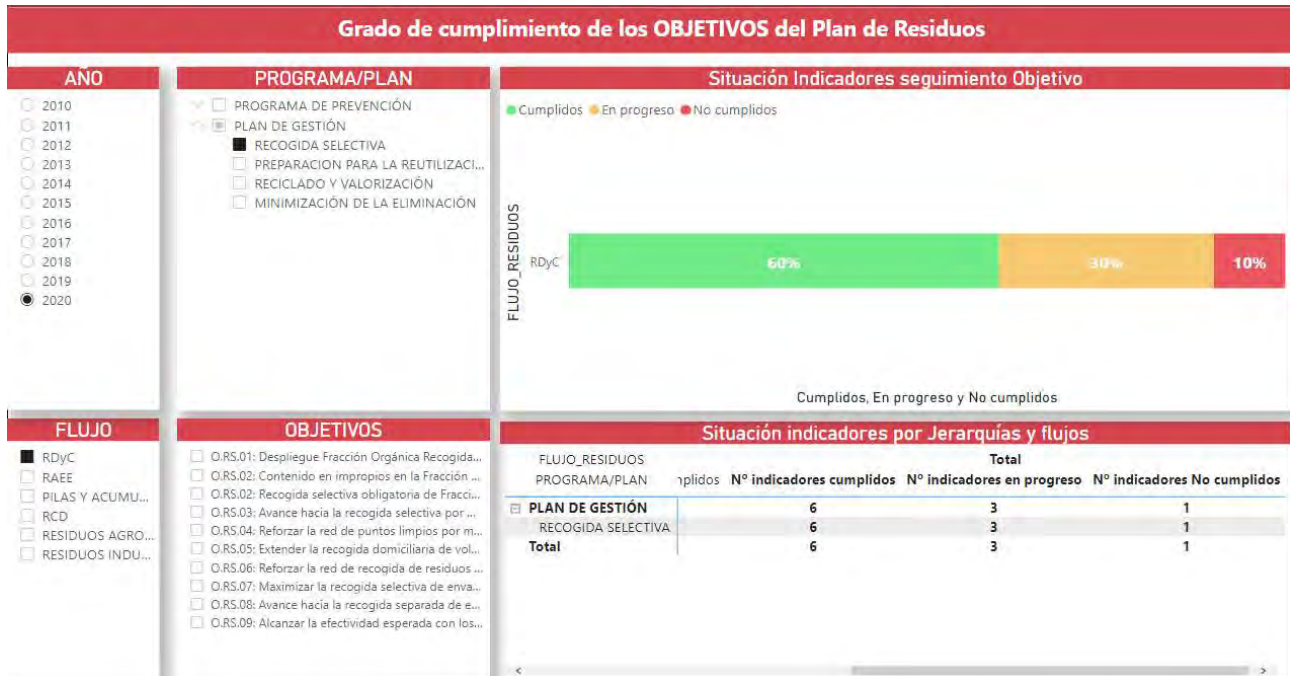 Grado de cumplimiento de los OBJETIVOS del Plan de Residuos
AÑO
2010
2011
2012
2013
2014
2015
2016
2017
2018
2019
2020
PROGRAMA/PLAN
PROGRAMA DE PREVENCIÓN
PLAN DE GESTIÓN
RECOGIDA SELECTIVA
PREPARACION PARA LA REUTILIZACI...
RECICLADO Y VALORIZACIÓN
MINIMIZACIÓN DE LA ELIMINACIÓN
Situación Indicadores seguimiento Objetivo
Cumplidos En progreso No cumplidos
FLUJO_RESIDUOS
RDyC
60% 30% 10%
Cumplidos, En progreso y No cumplidos
FLUJO
RDyC
RAEE
PILAS Y ACUMU...
RCD
RESIDUOS AGRO...
RESIDUOS INDU...
OBJETIVOS
O.RS.01: Despliegue Fracción Orgánica Recogida...
O.RS.02: Contenido en impropios en la Fracción ...
O.RS.02: Recogida selectiva obligatoria de Fracci...
O.RS.03: Avance hacia la recogida selectiva por ...
O.RS.04: Reforzar la red de puntos limpios por m...
O.RS.05: Extender la recogida domiciliaria de vol...
O.RS.06: Reforzar la red de recogida de residuos ...
O.RS.07: Maximizar la recogida selectiva de enva...
O.RS.08: Avance hacia la recogida separada de e...
O.RS.09: Alcanzar la efectividad esperada con los...
Situación indicadores por Jerarquías y flujos
FLUJO_RESIDUOS Total
PROGRAMA/PLAN nplidos Nº indicadores cumplidos Nº indicadores en progreso Nº indicadores No cumplidos
PLAN DE GESTIÓN 6 3 1
RECOGIDA SELECTIVA 6 3 1
Total 6 3 1